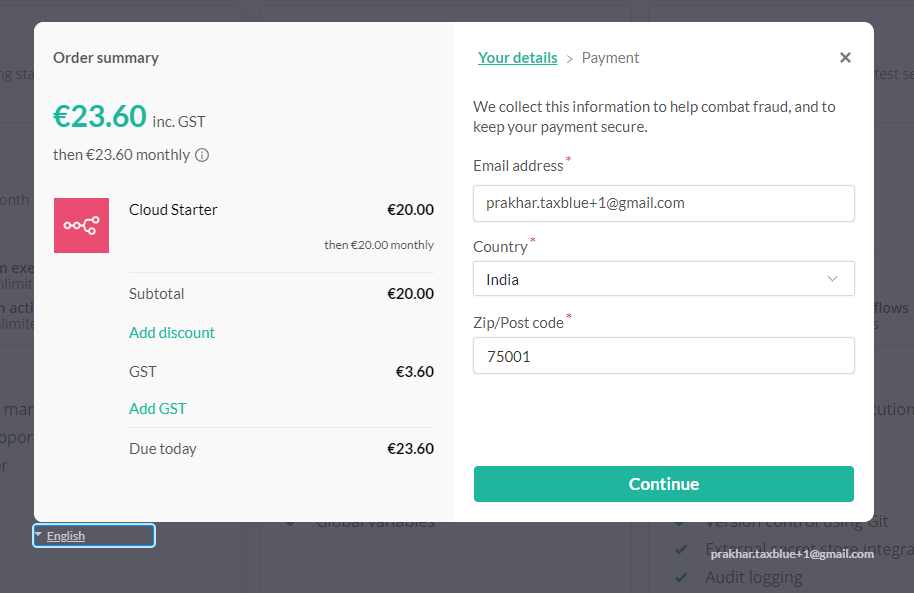 Order summary
€23.60 inc. GST
then €23.60 monthly
Cloud Starter €20.00
then €20.00 monthly
Subtotal €20.00
Add discount
GST €3.60
Add GST
Due today €23.60
Your details > Payment
We collect this information to help combat fraud, and to
keep your payment secure.
Email address*
prakhar.taxblue+1@gmail.com
Country*
India
Zip/Post code*
75001
Continue
English
prakhar.taxblue+1@gmail.com
Global variables
Version control using Git
External secret store integra
Audit logging